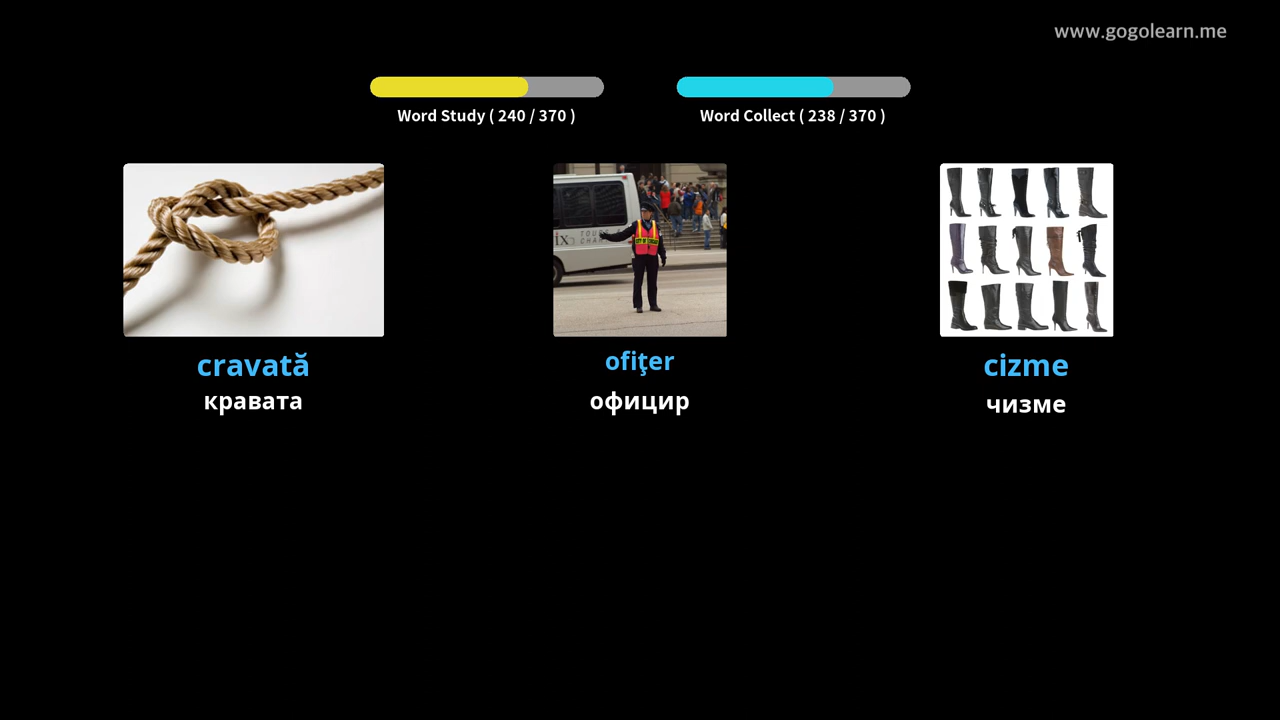 www.gogolearn.me
Word Study ( 240 / 370 )
Word Collect ( 238 / 370 )
cravată
ofiţer
cizme
кравата
официр
чизме